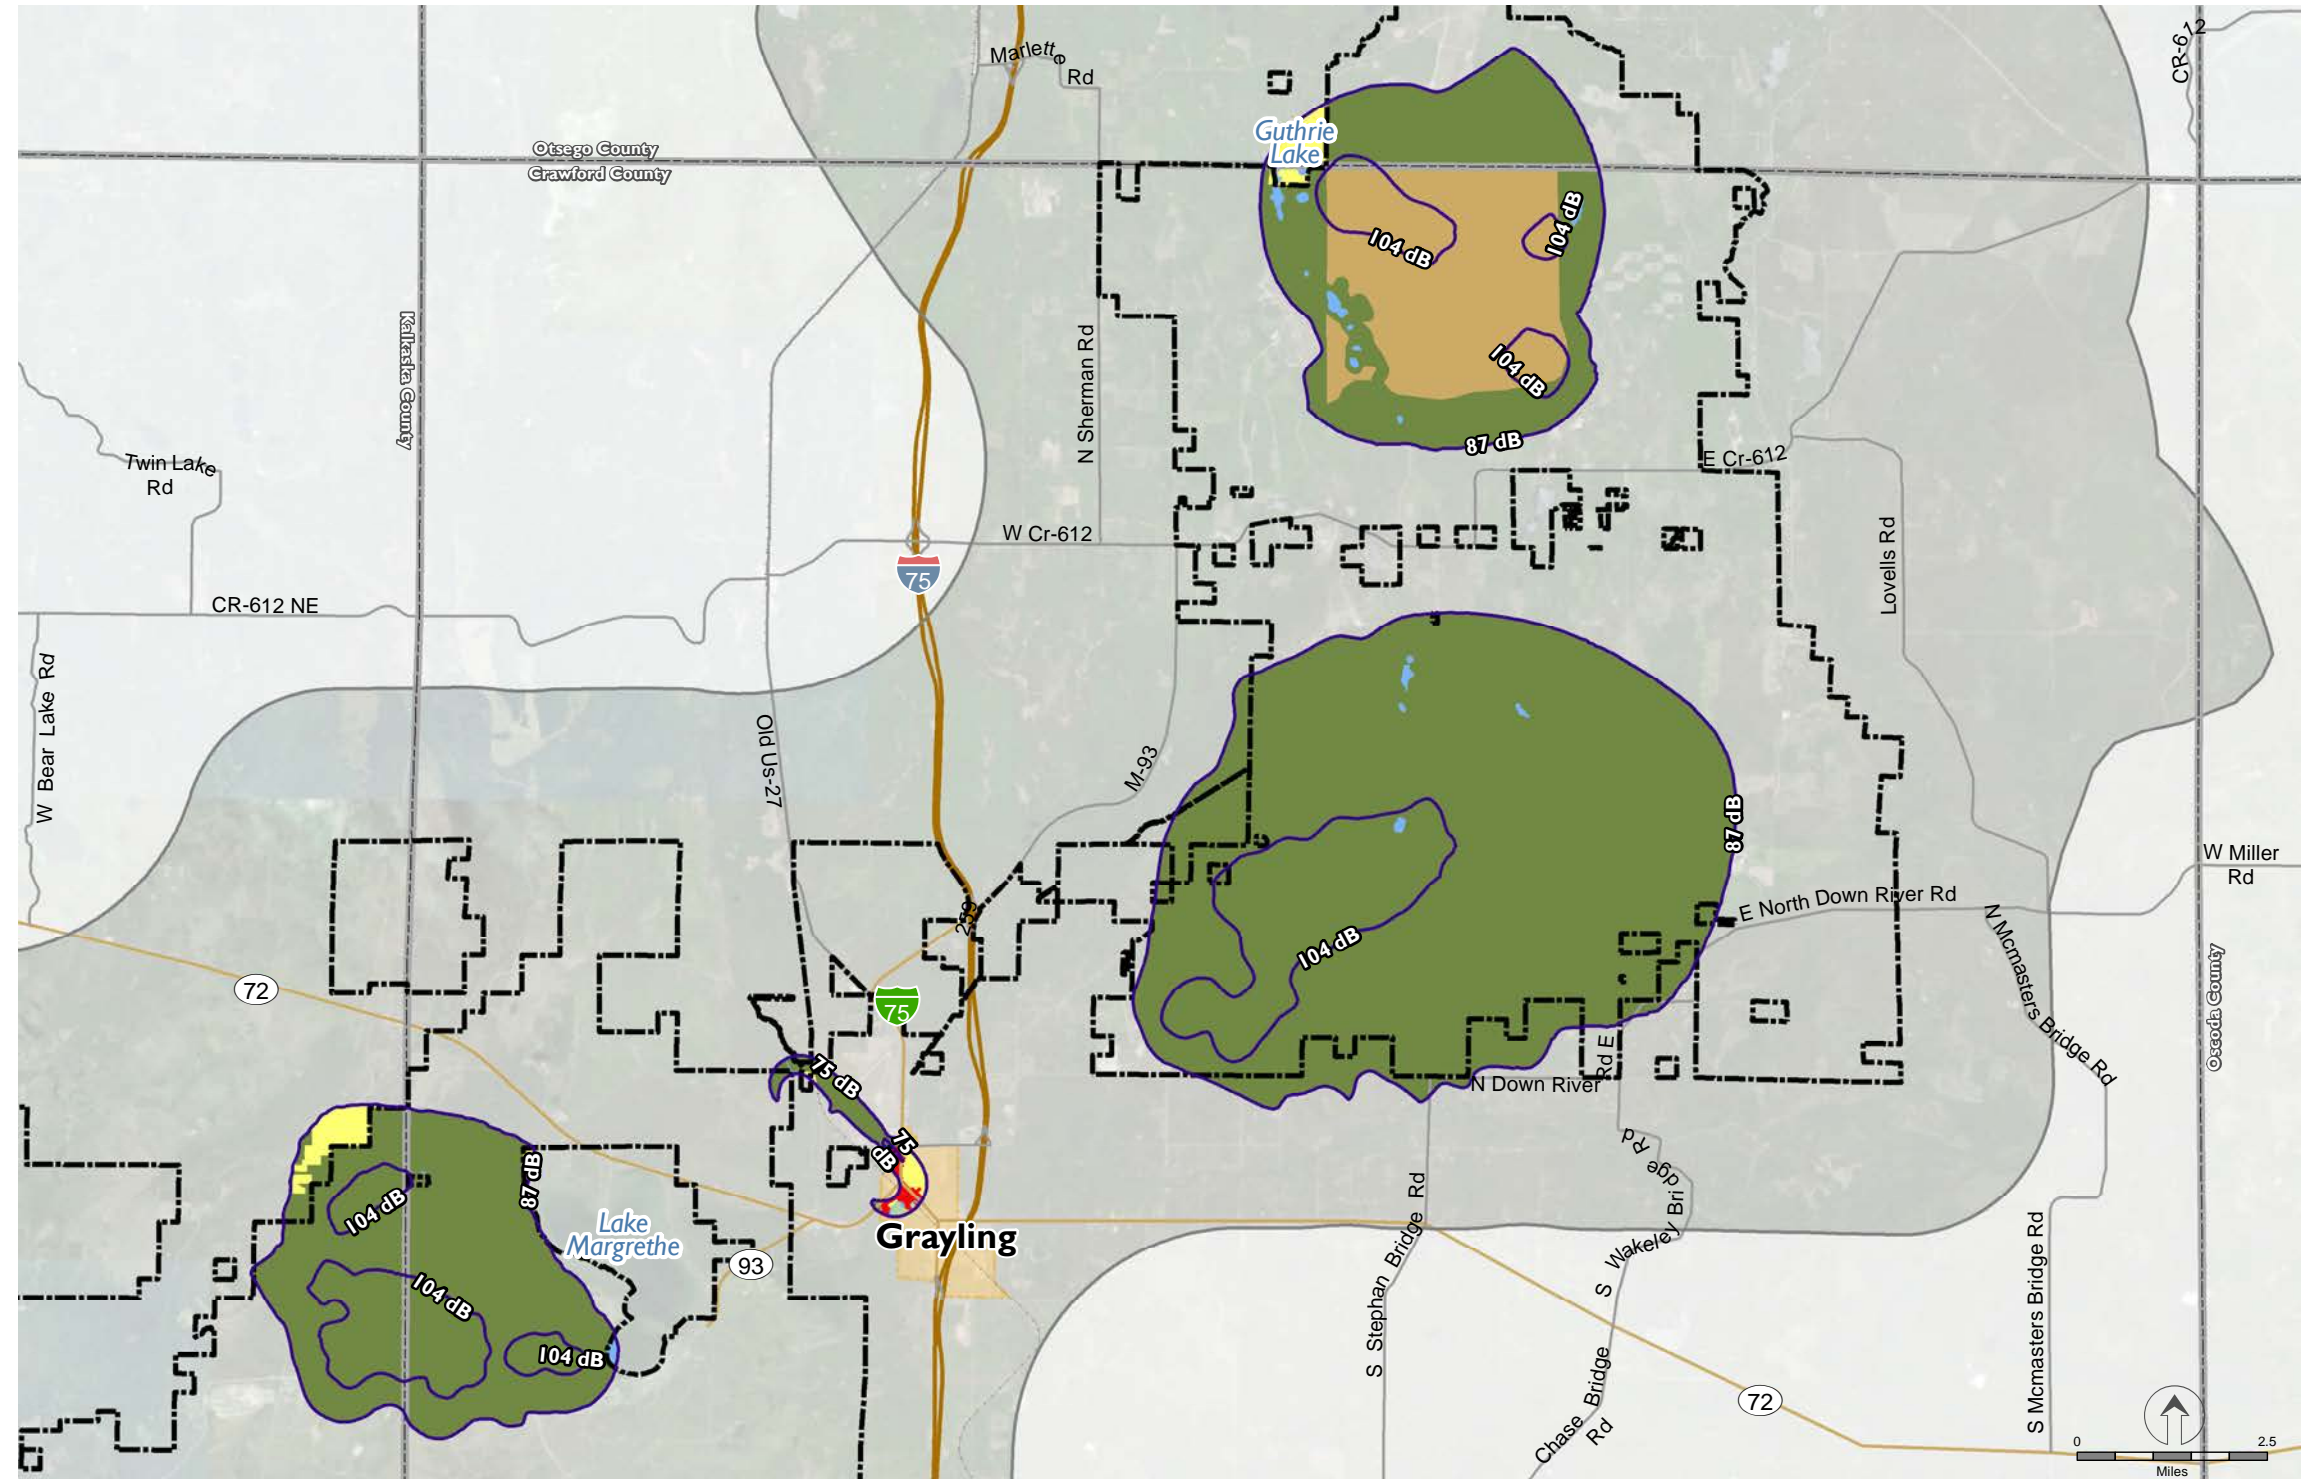 CR-612
Marlette
Rd
Guthrie
Lake
Otsego County
Crawford County
104 dB
104 dB
Kalkaska County
N Sherman Rd
104 dB
87 dB
E Cr-612
Twin Lake
Rd
W Cr-612
Lovells Rd
75
CR-612 NE
W Bear Lake Rd
Old Us-27
M-93
87 dB
W Miller
Rd
E North Down River Rd
259
104 dB
N Mcmasters Bridge Rd
Oscoda County
72
75
75 dB
N Down River
Rd E
75
dB
87 dB
104 dB
Bridge Rd
S Wakeley Bri
dge Rd
Lake
Margrethe
Grayling
93
S Stephan Bridge Rd
S Mcmasters Bridge Rd
104 dB
104 dB
Chase Bridge
Rd
72
0
2.5
Miles